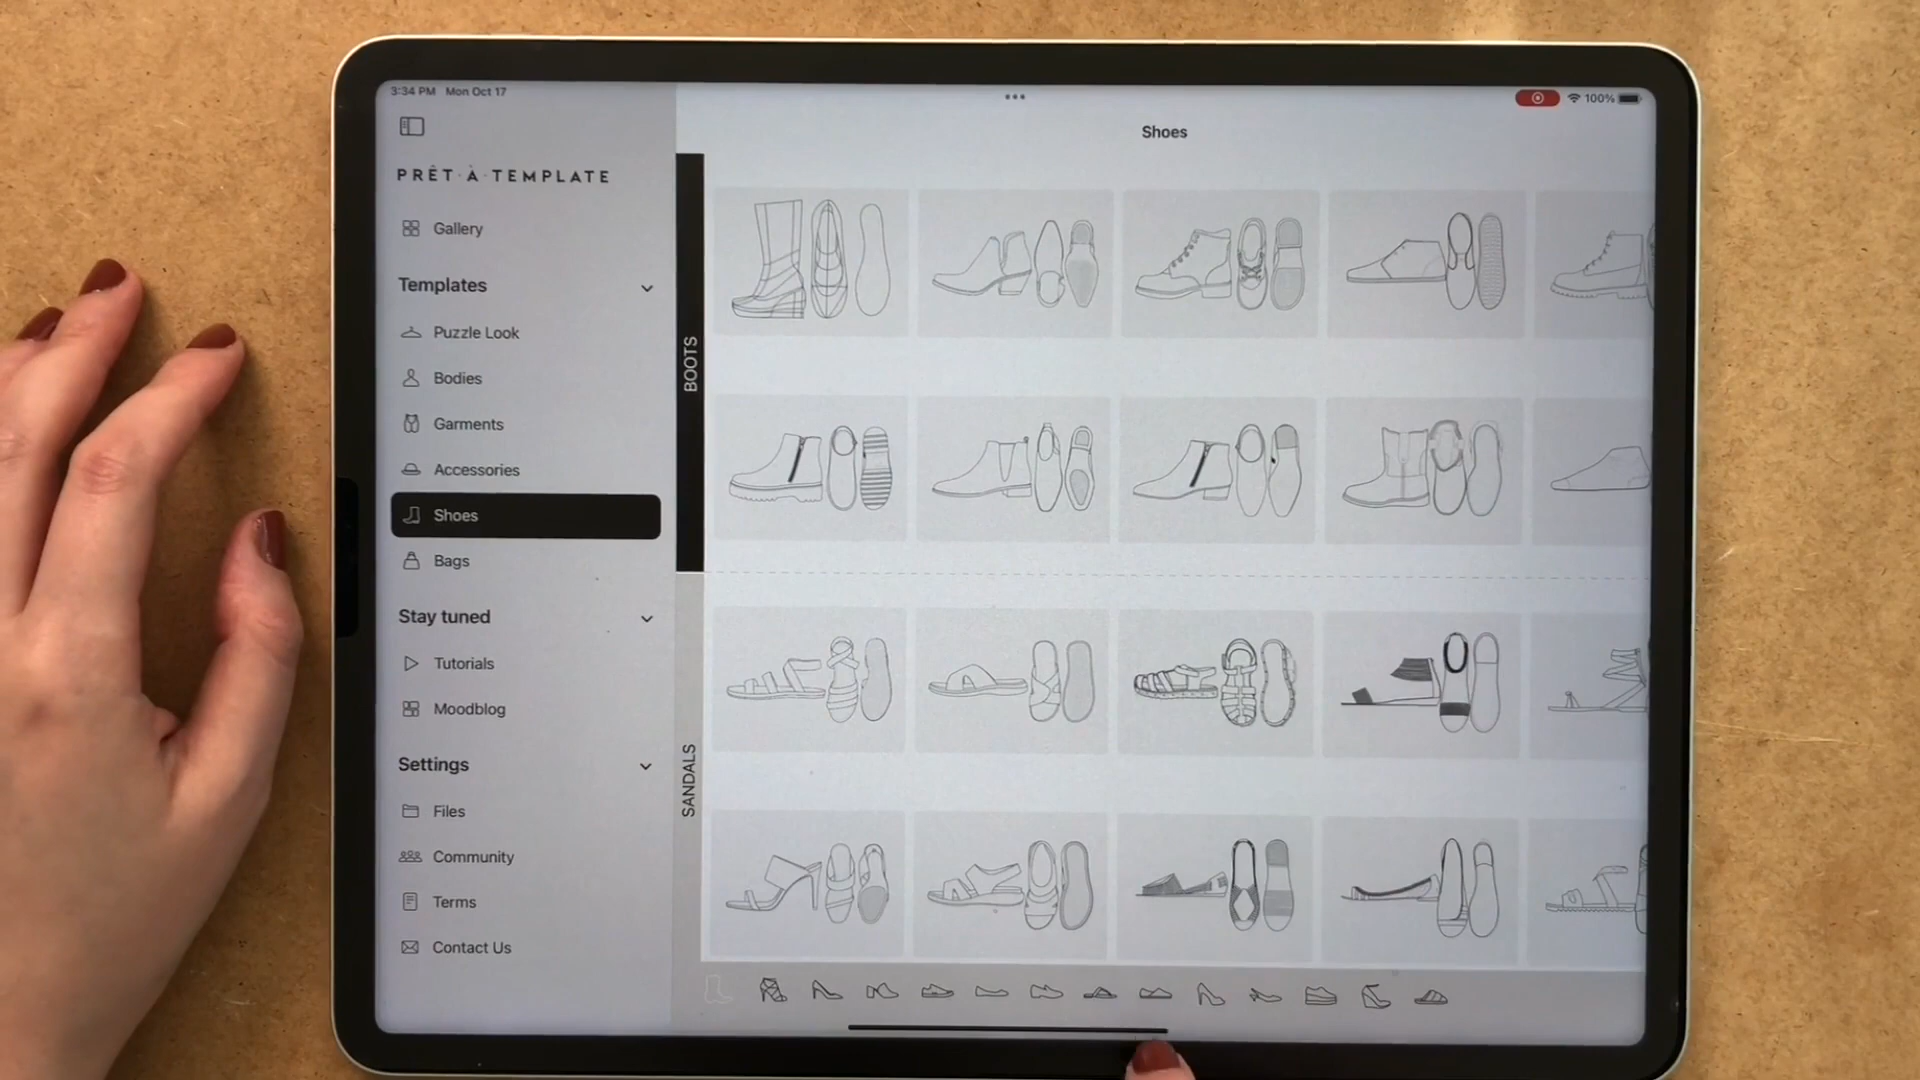 3:34 PM Mon Oct 17
100%
Shoes
PRÊT·À·TEMPLATE
Gallery
Templates
Puzzle Look
Bodies
Garments
Accessories
Shoes
Bags
Stay tuned
Tutorials
Moodblog
Settings
Files
Community
Terms
Contact Us
BOOTS
SANDALS